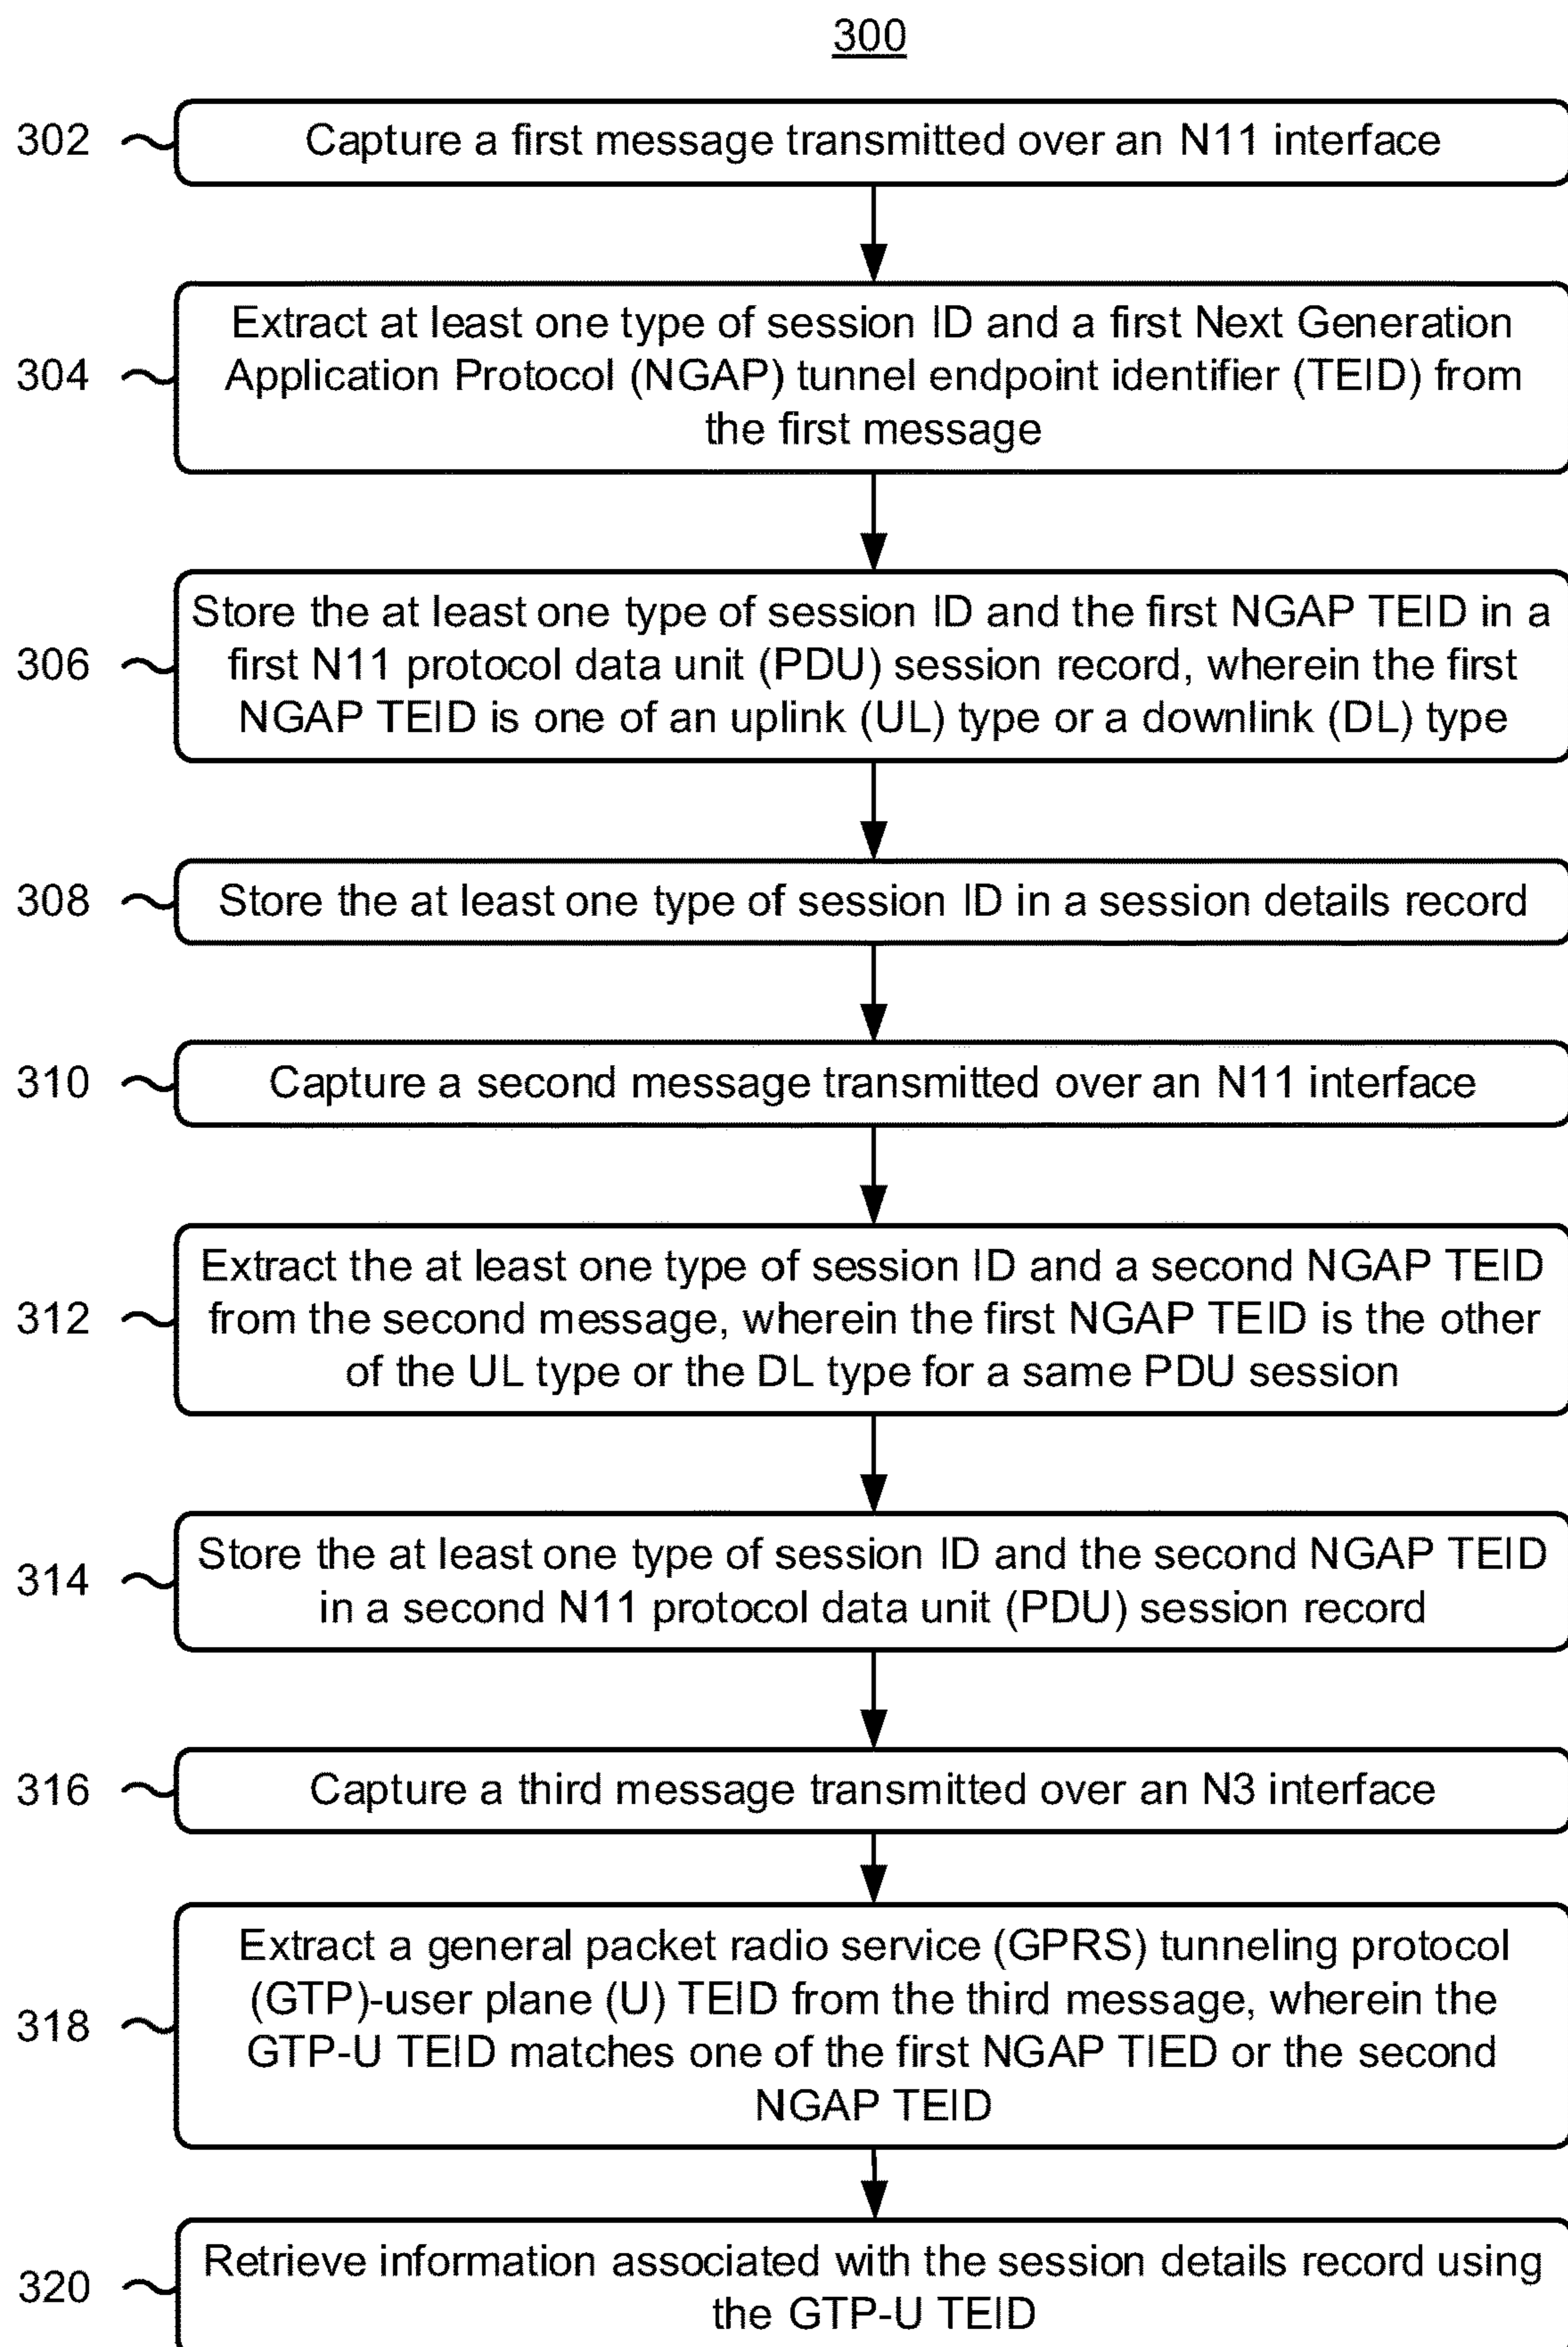 300
302
Capture a first message transmitted over an N11 interface
304
Extract at least one type of session ID and a first Next Generation
Application Protocol (NGAP) tunnel endpoint identifier (TEID) from
the first message
306
Store the at least one type of session ID and the first NGAP TEID in a
first N11 protocol data unit (PDU) session record, wherein the first
NGAP TEID is one of an uplink (UL) type or a downlink (DL) type
308
Store the at least one type of session ID in a session details record
310
Capture a second message transmitted over an N11 interface
312
Extract the at least one type of session ID and a second NGAP TEID
from the second message, wherein the first NGAP TEID is the other
of the UL type or the DL type for a same PDU session
314
Store the at least one type of session ID and the second NGAP TEID
in a second N11 protocol data unit (PDU) session record
316
Capture a third message transmitted over an N3 interface
318
Extract a general packet radio service (GPRS) tunneling protocol
(GTP)-user plane (U) TEID from the third message, wherein the
GTP-U TEID matches one of the first NGAP TIED or the second
NGAP TEID
320
Retrieve information associated with the session details record using
the GTP-U TEID